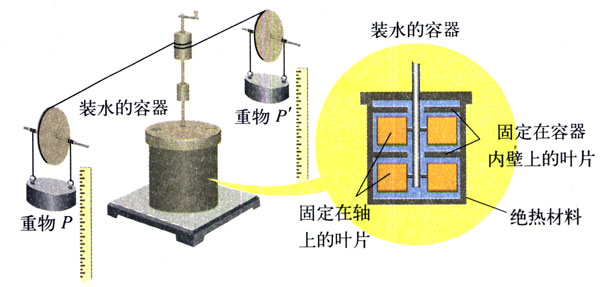 装水的容器
重物 P
重物 P′
装水的容器
固定在容器
内壁上的叶片
固定在轴
上的叶片
绝热材料